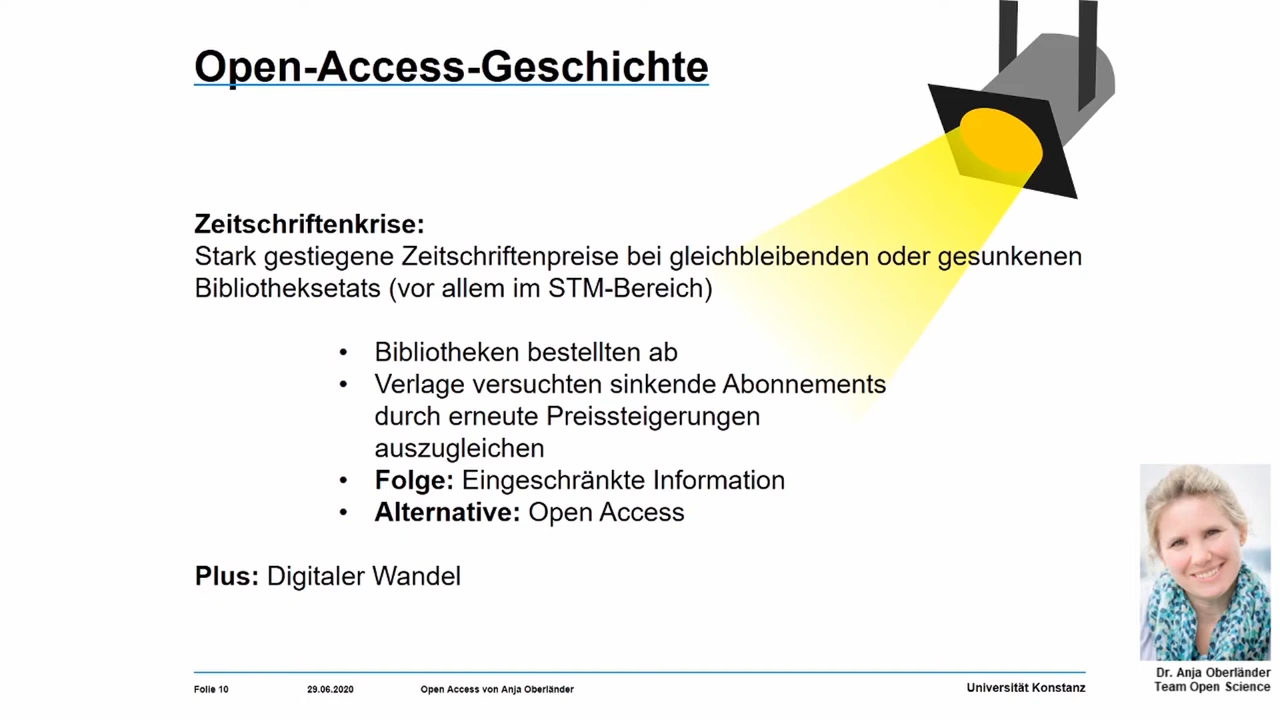 Open-Access-Geschichte
Zeitschriftenkrise:
Stark gestiegene Zeitschriftenpreise bei gleichbleibenden oder gesunkenen
Bibliotheksetats (vor allem im STM-Bereich)
• Bibliotheken bestellten ab
• Verlage versuchten sinkende Abonnements
durch erneute Preissteigerungen
auszugleichen
• Folge: Eingeschränkte Information
• Alternative: Open Access
Plus: Digitaler Wandel
Dr. Anja Oberländer
Team Open Science
Folie 10 29.06.2020 Open Access von Anja Oberländer Universität Konstanz